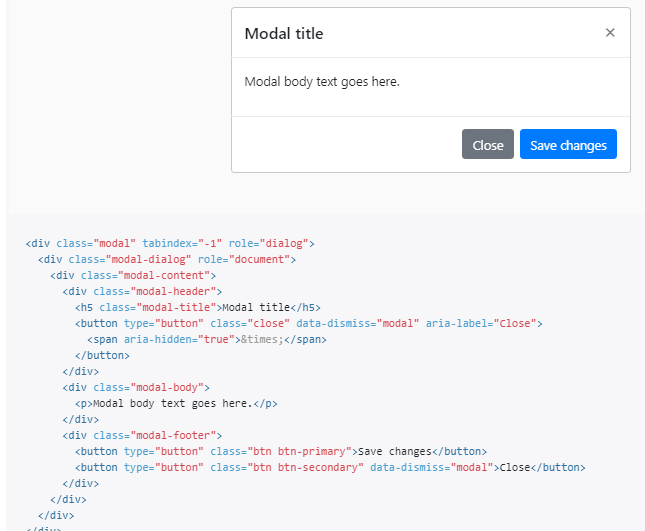 Modal title ×
Modal body text goes here.
Close Save changes
<div class="modal" tabindex="-1" role="dialog">
  <div class="modal-dialog" role="document">
    <div class="modal-content">
      <div class="modal-header">
        <h5 class="modal-title">Modal title</h5>
        <button type="button" class="close" data-dismiss="modal" aria-label="Close">
          <span aria-hidden="true">&times;</span>
        </button>
      </div>
      <div class="modal-body">
        <p>Modal body text goes here.</p>
      </div>
      <div class="modal-footer">
        <button type="button" class="btn btn-primary">Save changes</button>
        <button type="button" class="btn btn-secondary" data-dismiss="modal">Close</button>
      </div>
    </div>
  </div>
</div>